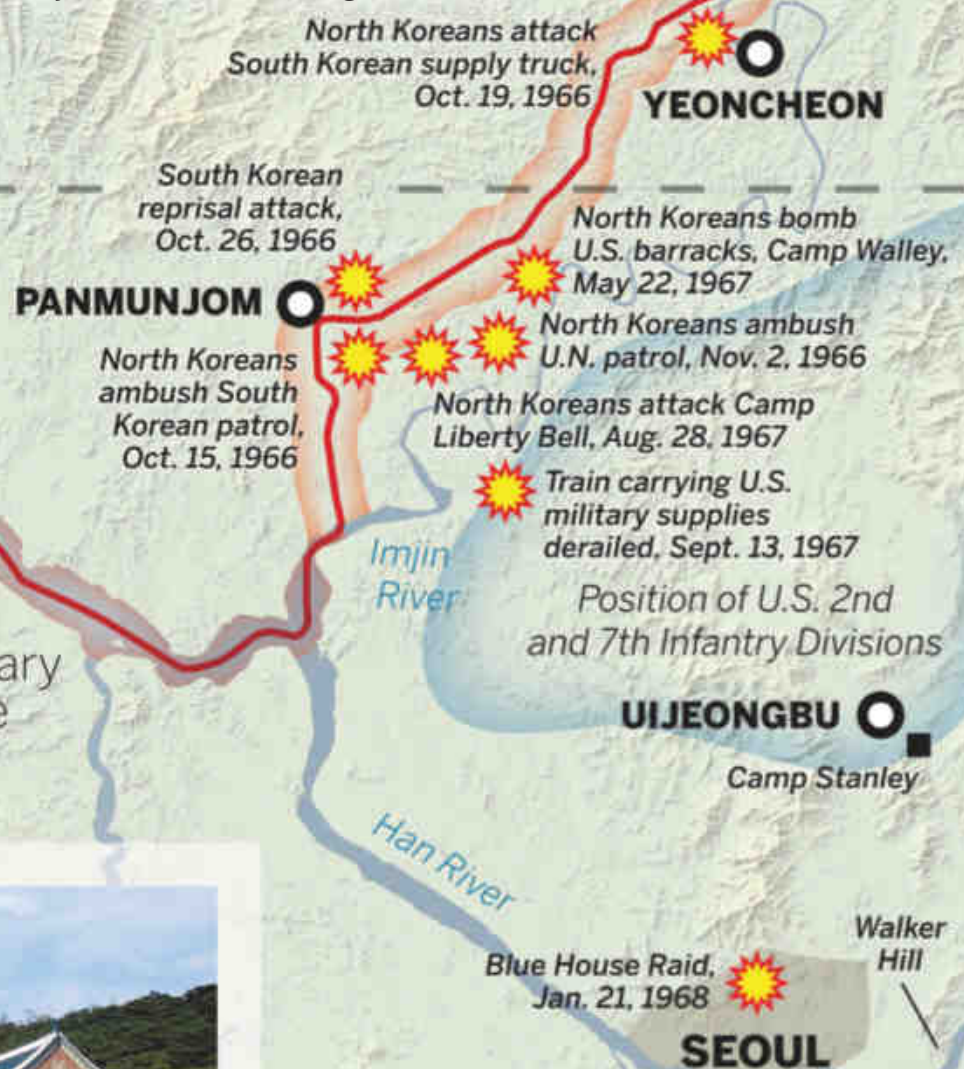 North Koreans attack
South Korean supply truck,
Oct. 19, 1966
YEONCHEON
South Korean
reprisal attack,
Oct. 26, 1966
North Koreans bomb
U.S. barracks, Camp Walley,
May 22, 1967
PANMUNJOM
North Koreans ambush
U.N. patrol, Nov. 2, 1966
North Koreans
ambush South
Korean patrol,
Oct. 15, 1966
North Koreans attack Camp
Liberty Bell, Aug. 28, 1967
Train carrying U.S.
military supplies
derailed, Sept. 13, 1967
Imjin
River
Position of U.S. 2nd
and 7th Infantry Divisions
ary
e
UIJEONGBU
Camp Stanley
Han River
Walker
Hill
Blue House Raid,
Jan. 21, 1968
SEOUL